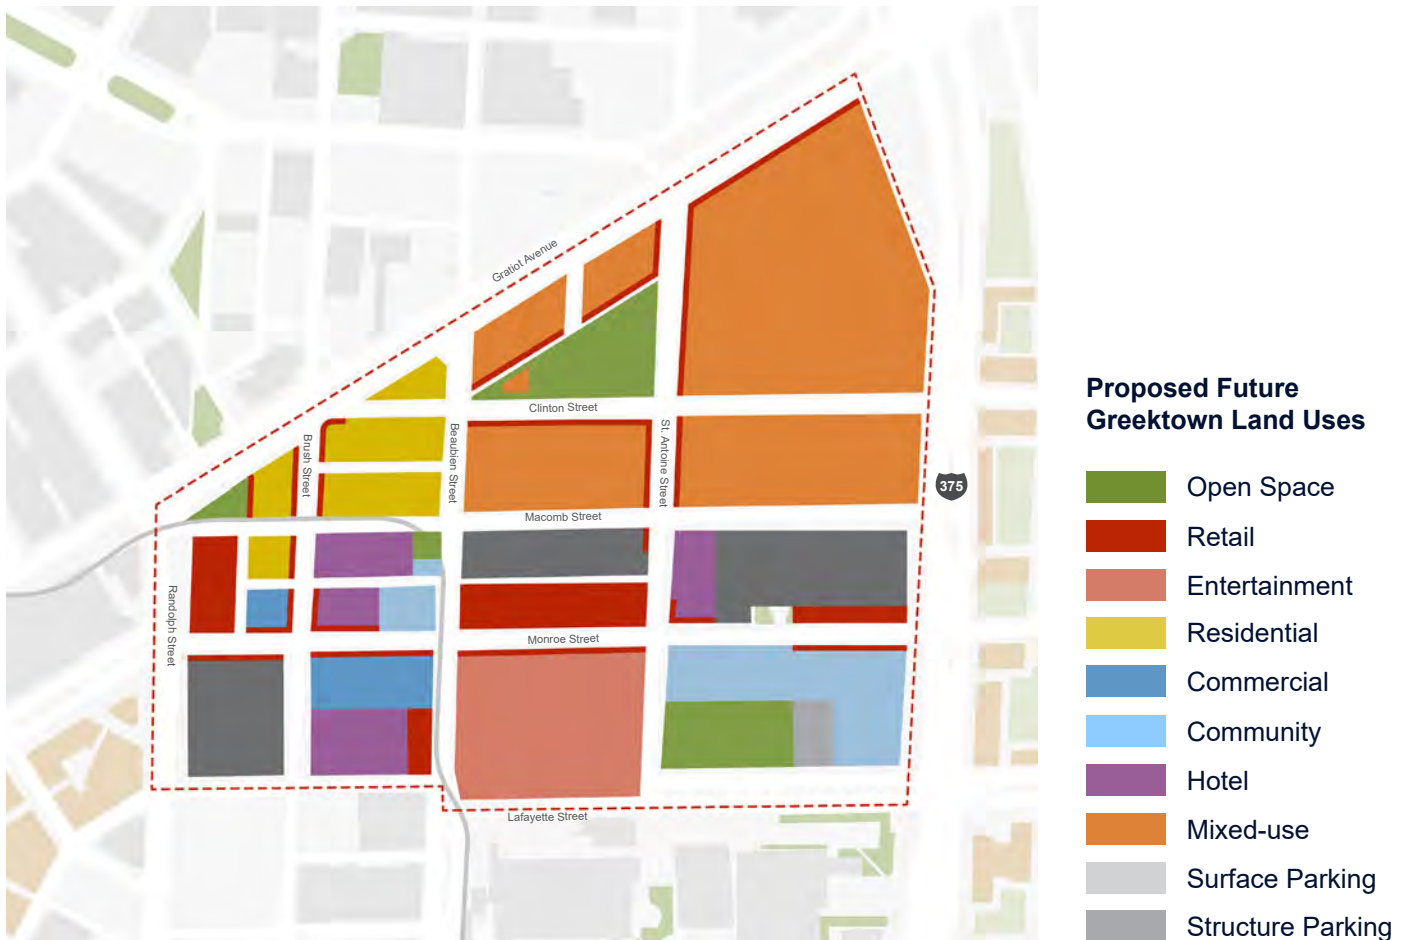 Gratiot Avenue
Clinton Street
Brush Street
Beaubien Street
St. Antoine Street
375
Macomb Street
Randolph Street
Monroe Street
Lafayette Street
Proposed Future
Greektown Land Uses
Open Space
Retail
Entertainment
Residential
Commercial
Community
Hotel
Mixed-use
Surface Parking
Structure Parking